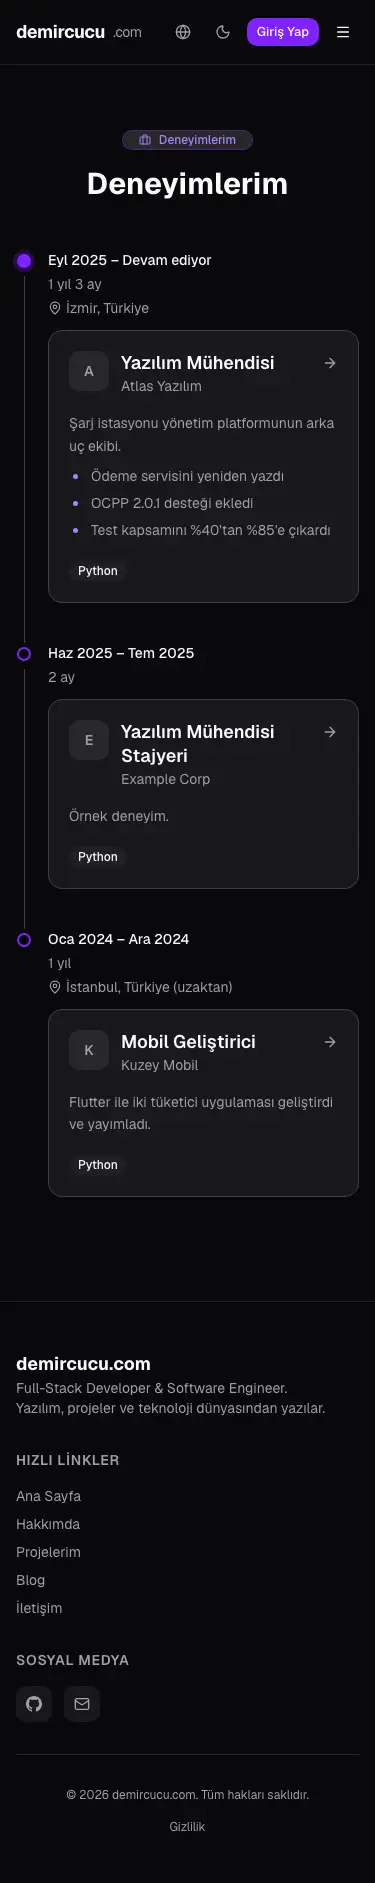 demircucu .com
Giriş Yap
Deneyimlerim
Deneyimlerim
Eyl 2025 – Devam ediyor
1 yıl 3 ay
İzmir, Türkiye
A
Yazılım Mühendisi
Atlas Yazılım
Şarj istasyonu yönetim platformunun arka
uç ekibi.
Ödeme servisini yeniden yazdı
OCPP 2.0.1 desteği ekledi
Test kapsamını %40'tan %85'e çıkardı
Python
Haz 2025 – Tem 2025
2 ay
E
Yazılım Mühendisi
Stajyeri
Example Corp
Örnek deneyim.
Python
Oca 2024 – Ara 2024
1 yıl
İstanbul, Türkiye (uzaktan)
K
Mobil Geliştirici
Kuzey Mobil
Flutter ile iki tüketici uygulaması geliştirdi
ve yayımladı.
Python
demircucu.com
Full-Stack Developer & Software Engineer.
Yazılım, projeler ve teknoloji dünyasından yazılar.
HIZLI LİNKLER
Ana Sayfa
Hakkımda
Projelerim
Blog
İletişim
SOSYAL MEDYA
© 2026 demircucu.com. Tüm hakları saklıdır.
Gizlilik